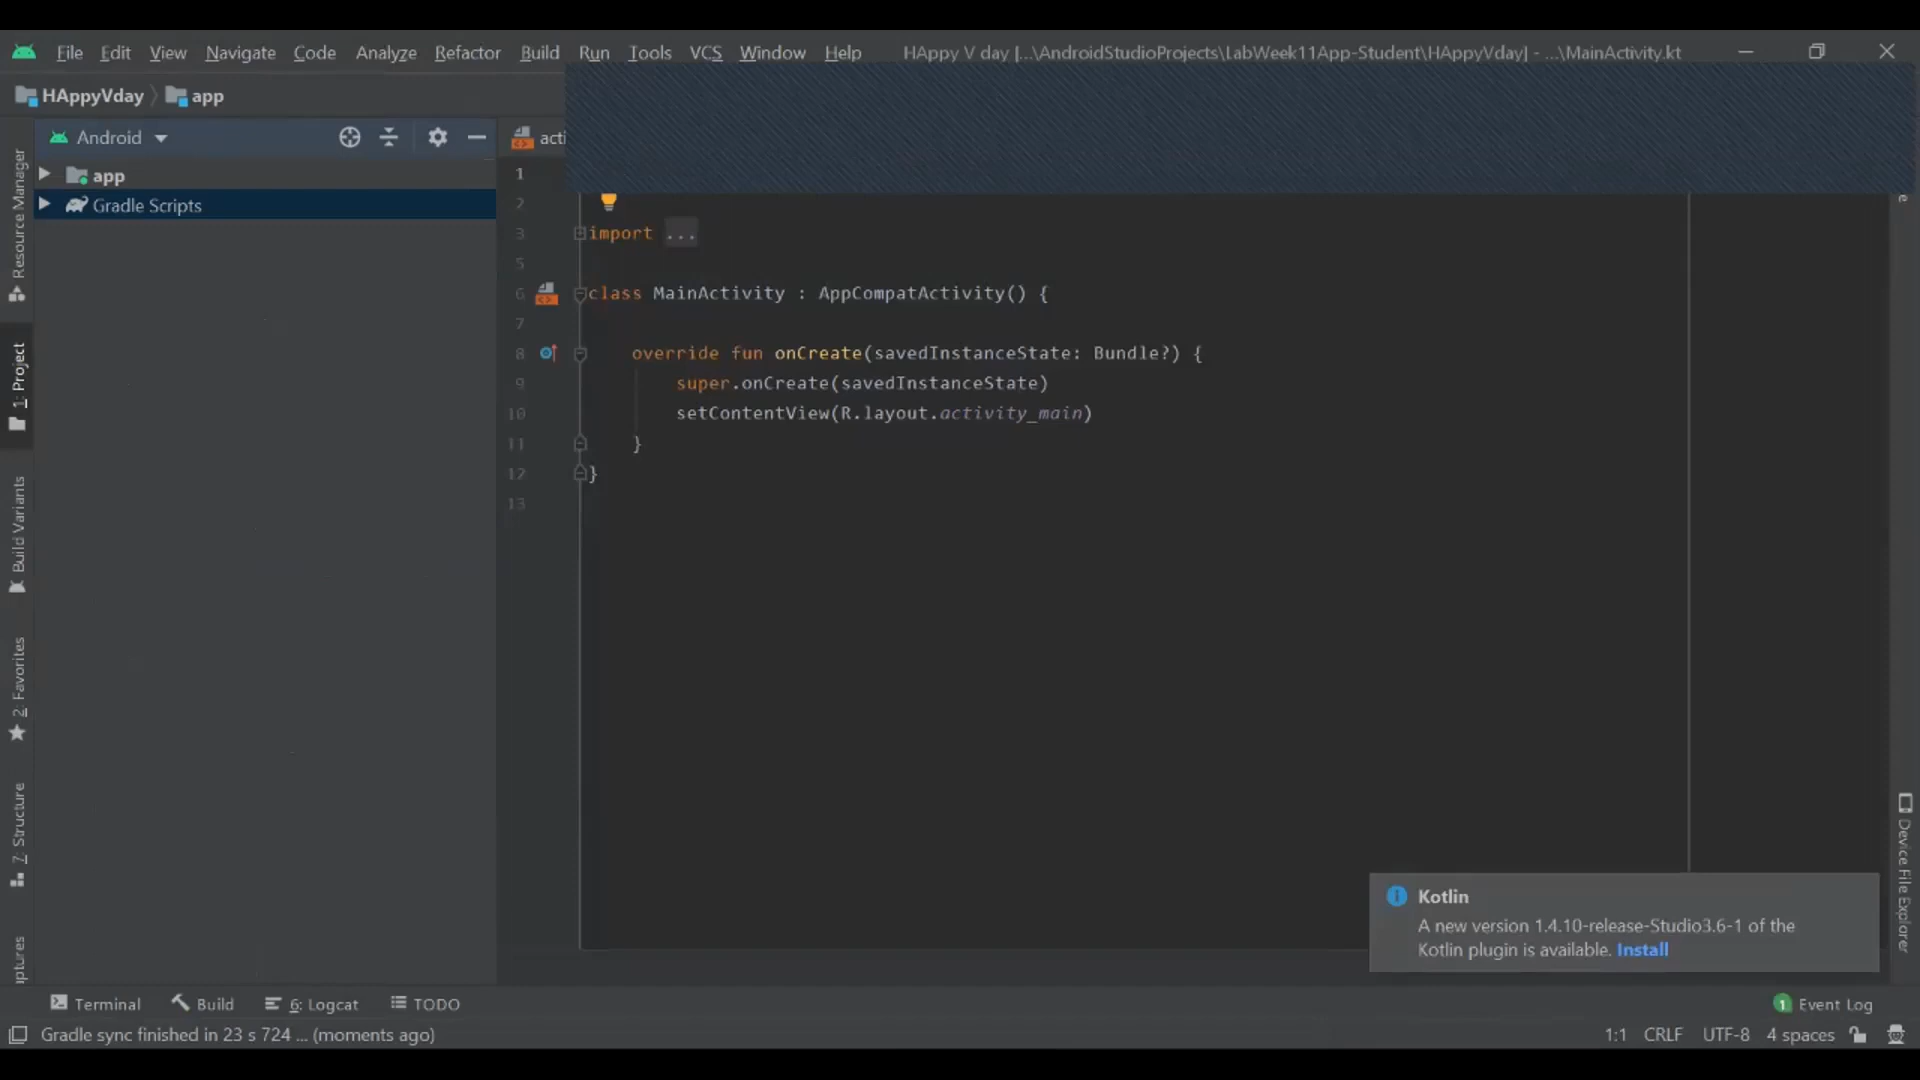 File Edit View Navigate Code Analyze Refactor Build Run Tools VCS Window Help HAppy V day [...\AndroidStudioProjects\LabWeek11App-Student\HAppyVday] - ...\MainActivity.kt
HAppyVday app
Android
acti
app
Gradle Scripts
Resource Manager
1: Project
Build Variants
2: Favorites
7: Structure
ptures
1
2
3 import ...
5
6 class MainActivity : AppCompatActivity() {
7
8 override fun onCreate(savedInstanceState: Bundle?) {
9 super.onCreate(savedInstanceState)
10 setContentView(R.layout.activity_main)
11 }
12 }
13
Device File Explorer
Kotlin
A new version 1.4.10-release-Studio3.6-1 of the
Kotlin plugin is available. Install
Terminal Build 6: Logcat TODO 1 Event Log
Gradle sync finished in 23 s 724 ... (moments ago) 1:1 CRLF UTF-8 4 spaces